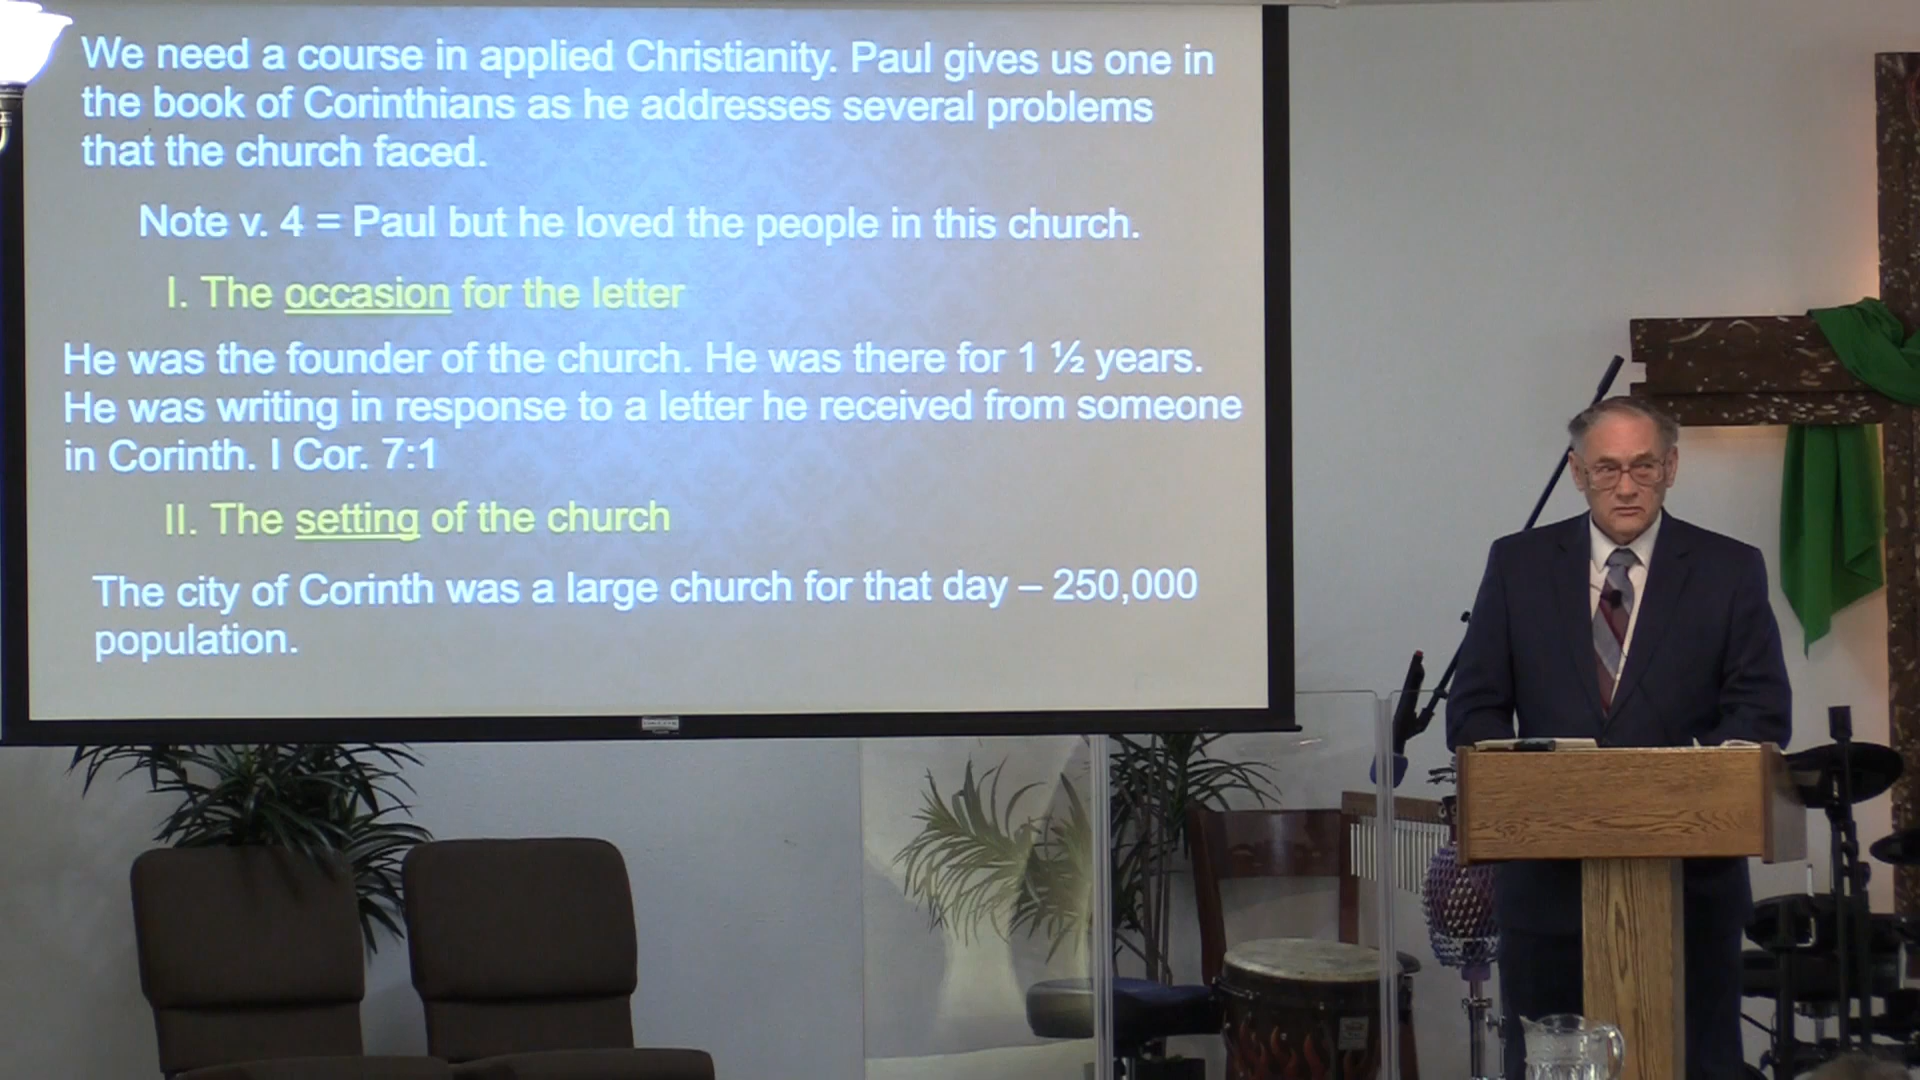 We need a course in applied Christianity. Paul gives us one in
the book of Corinthians as he addresses several problems
that the church faced.
Note v. 4 = Paul but he loved the people in this church.
I. The occasion for the letter
He was the founder of the church. He was there for 1 ½ years.
He was writing in response to a letter he received from someone
in Corinth. I Cor. 7:1
II. The setting of the church
The city of Corinth was a large church for that day – 250,000
population.